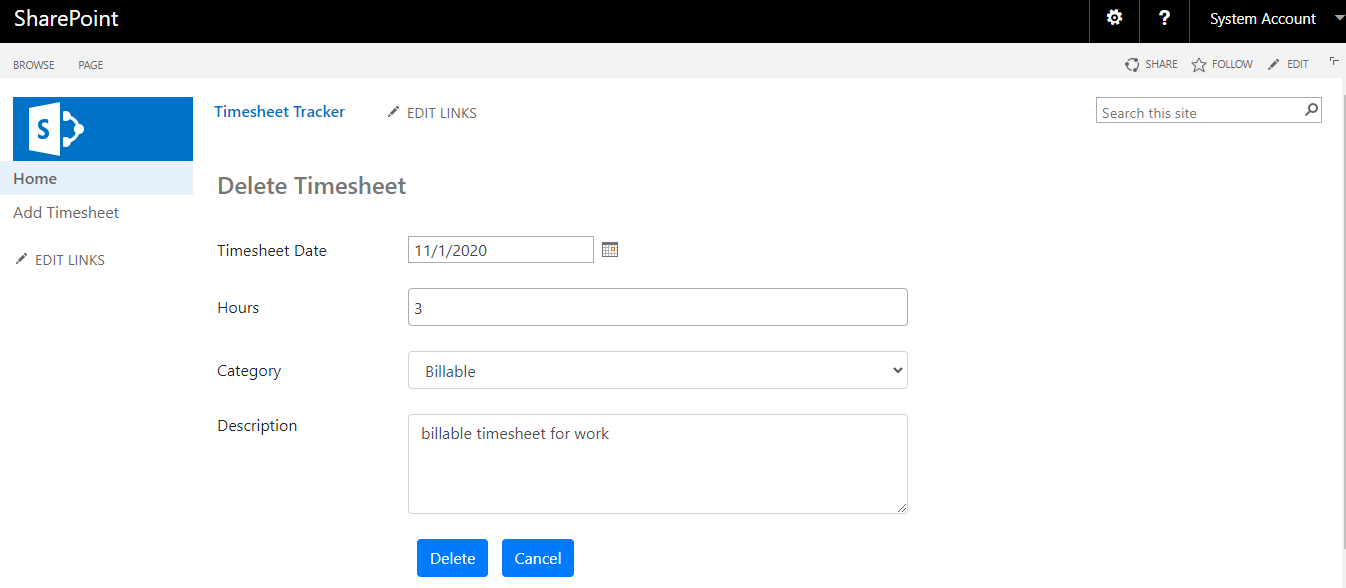 SharePoint
?
System Account
BROWSE
PAGE
SHARE
FOLLOW
EDIT
S
Timesheet Tracker
EDIT LINKS
Search this site
Home
Add Timesheet
EDIT LINKS
Delete Timesheet
Timesheet Date
11/1/2020
Hours
3
Category
Billable
Description
billable timesheet for work
Delete
Cancel